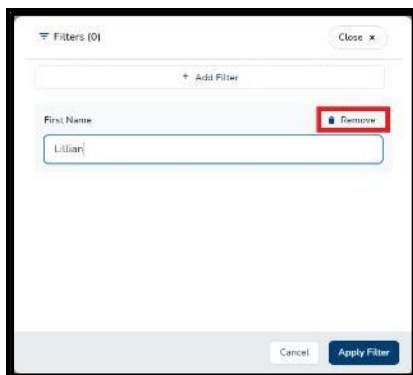 Filters (0)
Close ×
+ Add Filter
First Name
Remove
Lillian
Cancel
Apply Filter